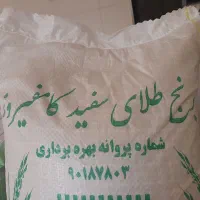 برنج طلای سفید کامفیروز
شماره پروانه بهره برداری
۹۰۱۸۷۸۰۳